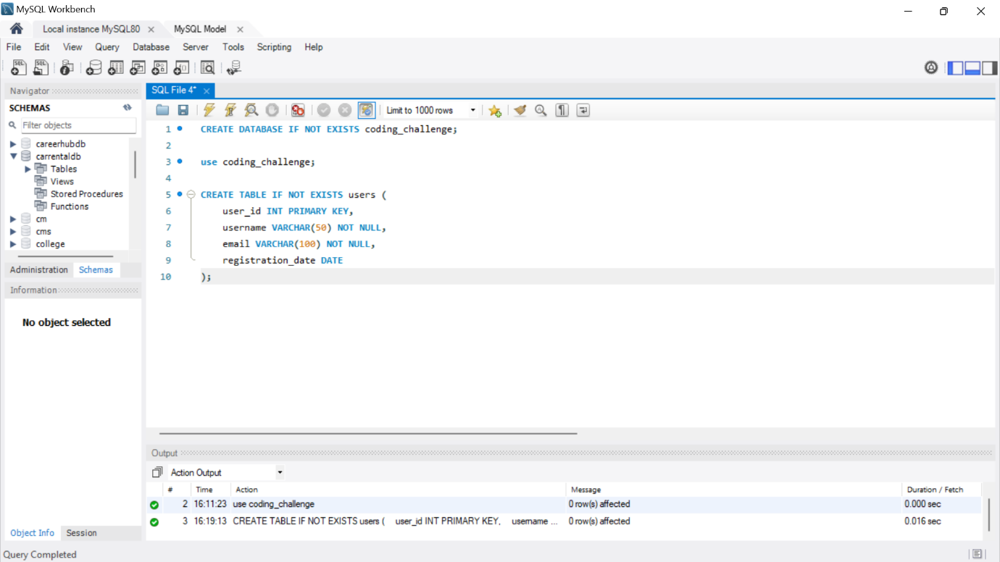 MySQL Workbench
Local instance MySQL80
MySQL Model
File Edit View Query Database Server Tools Scripting Help
Navigator
SCHEMAS
Filter objects
careerhubdb
carrentaldb
Tables
Views
Stored Procedures
Functions
cm
cms
college
Administration Schemas
Information
No object selected
Object Info Session
SQL File 4*
Limit to 1000 rows
1 CREATE DATABASE IF NOT EXISTS coding_challenge;
2
3 use coding_challenge;
4
5 CREATE TABLE IF NOT EXISTS users (
6 user_id INT PRIMARY KEY,
7 username VARCHAR(50) NOT NULL,
8 email VARCHAR(100) NOT NULL,
9 registration_date DATE
10 );
Output
Action Output
# Time Action Message Duration / Fetch
2 16:11:23 use coding_challenge 0 row(s) affected 0.000 sec
3 16:19:13 CREATE TABLE IF NOT EXISTS users ( user_id INT PRIMARY KEY, username ... 0 row(s) affected 0.016 sec
Query Completed